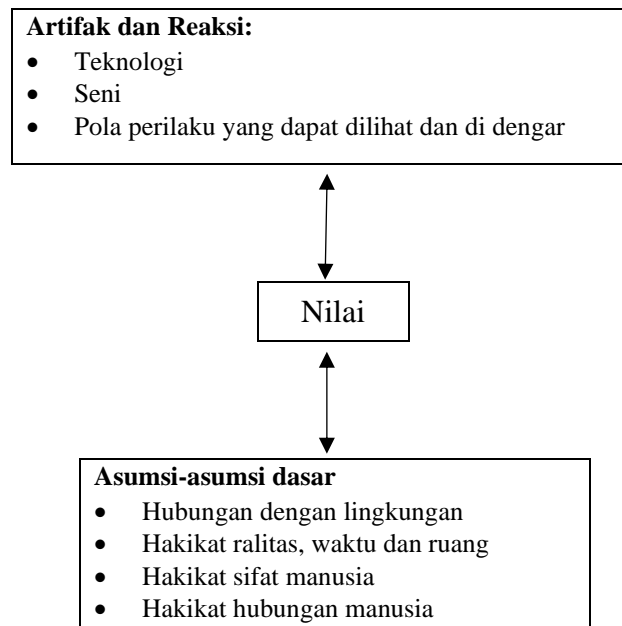 Artifak dan Reaksi:
• Teknologi
• Seni
• Pola perilaku yang dapat dilihat dan di dengar
Nilai
Asumsi-asumsi dasar
• Hubungan dengan lingkungan
• Hakikat ralitas, waktu dan ruang
• Hakikat sifat manusia
• Hakikat hubungan manusia